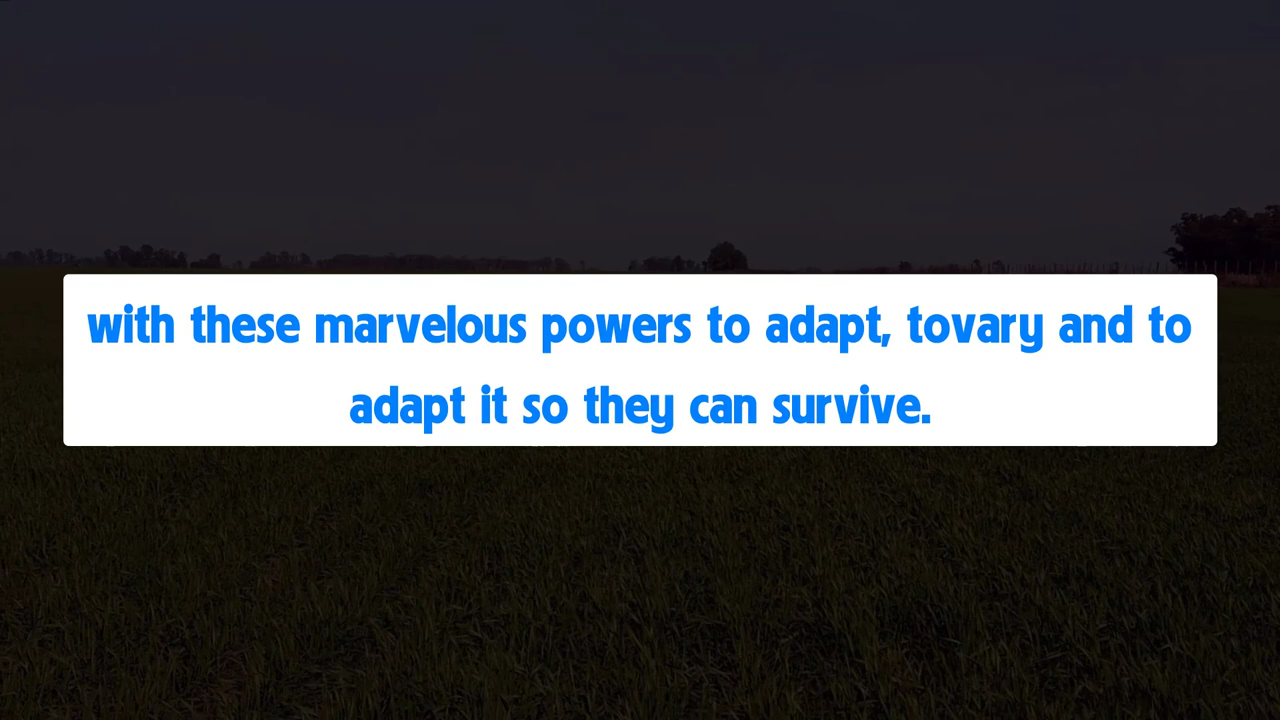 with these marvelous powers to adapt, tovary and to
adapt it so they can survive.